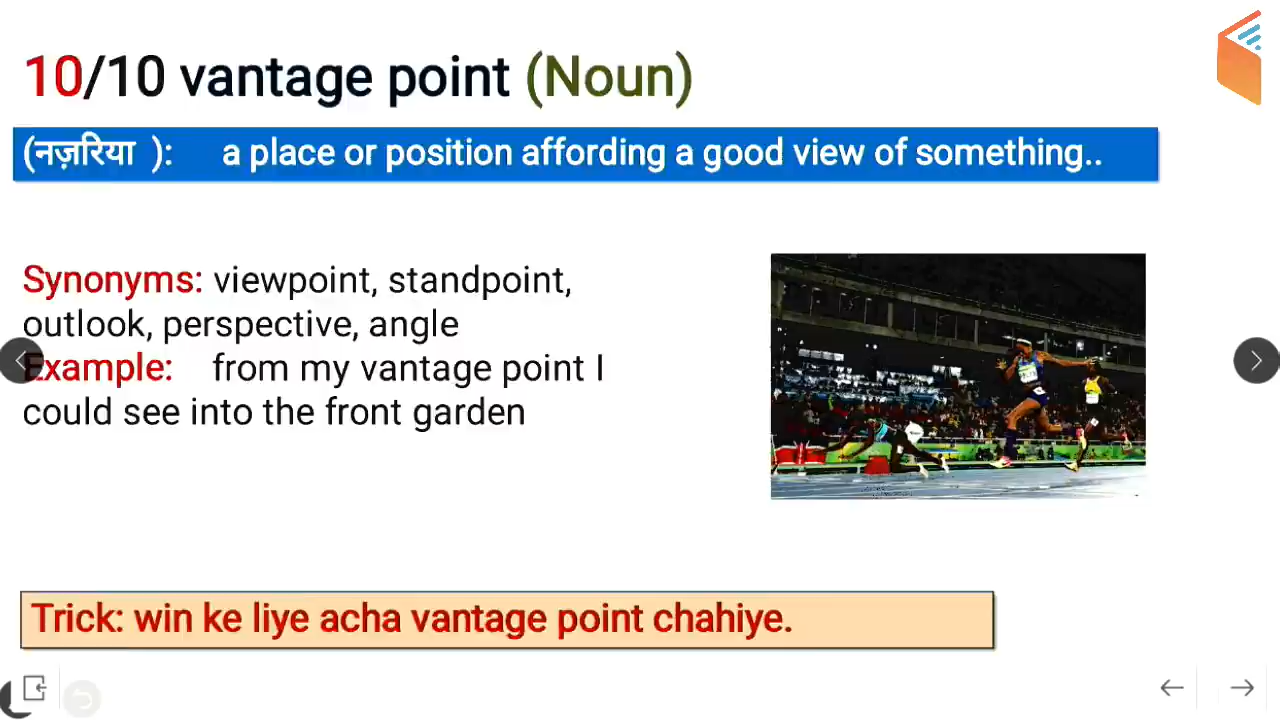 10/10 vantage point (Noun)
(नज़रिया ): a place or position affording a good view of something..
Synonyms: viewpoint, standpoint,
outlook, perspective, angle
Example: from my vantage point I
could see into the front garden
Trick: win ke liye acha vantage point chahiye.